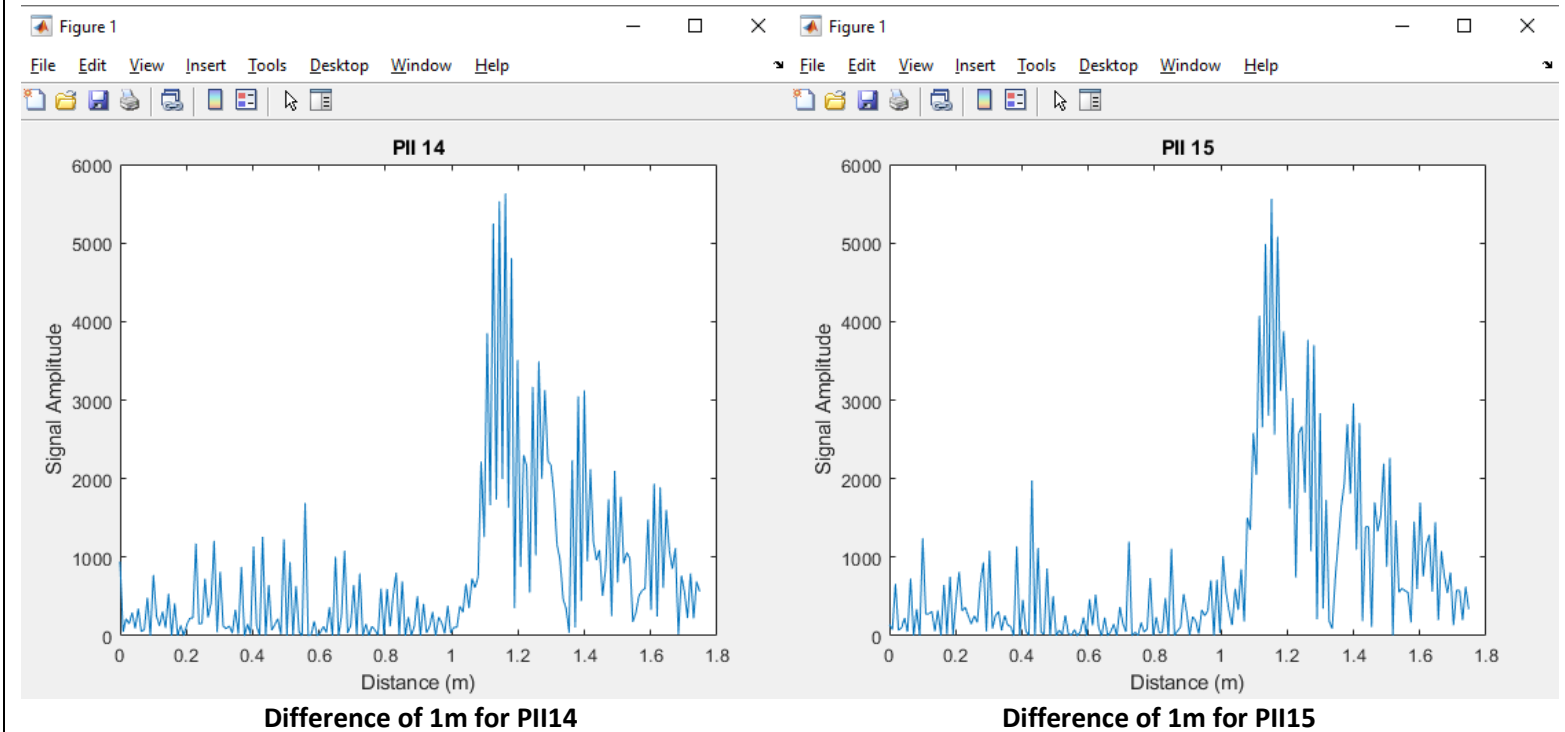 Figure 1
File Edit View Insert Tools Desktop Window Help
PII 14
6000
5000
4000
3000
2000
1000
0
Signal Amplitude
0 0.2 0.4 0.6 0.8 1 1.2 1.4 1.6 1.8
Distance (m)
Difference of 1m for PII14
Figure 1
File Edit View Insert Tools Desktop Window Help
PII 15
6000
5000
4000
3000
2000
1000
0
Signal Amplitude
0 0.2 0.4 0.6 0.8 1 1.2 1.4 1.6 1.8
Distance (m)
Difference of 1m for PII15